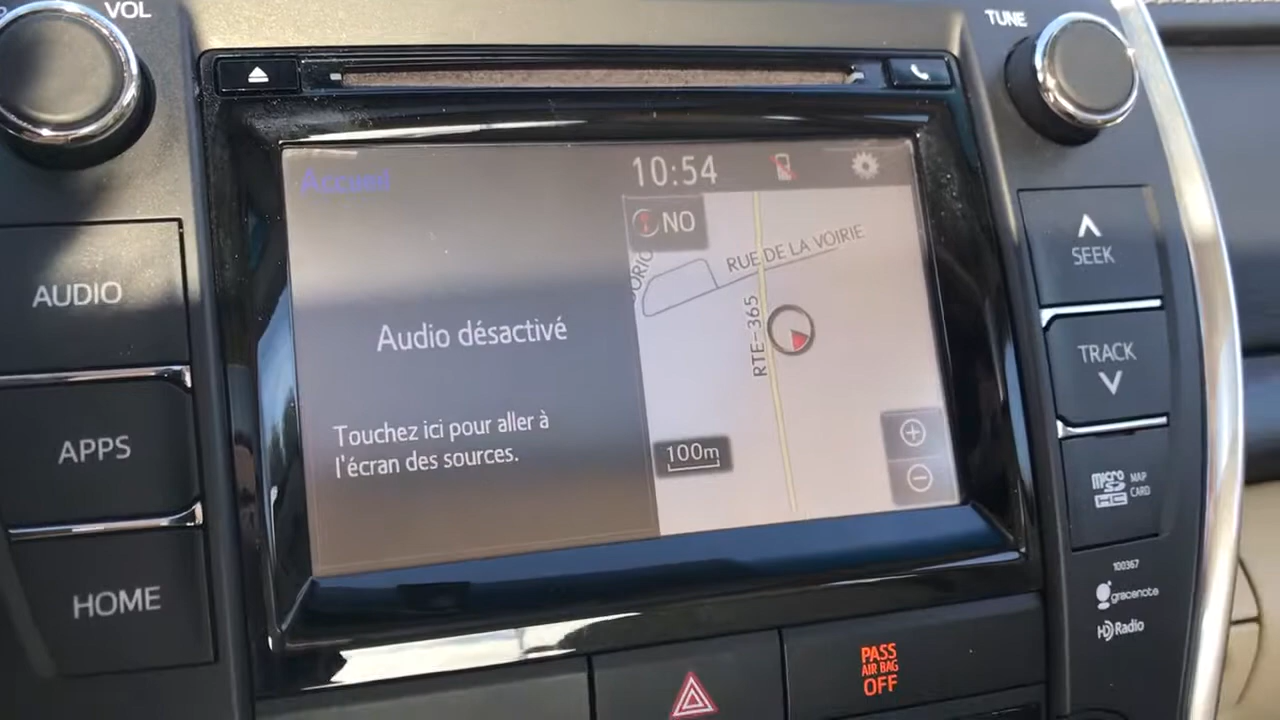 VOL
TUNE
Accueil
10:54
NO
RUE DE LA VOIRIE
RTE-365
100m
Audio désactivé
Touchez ici pour aller à
l'écran des sources.
AUDIO
APPS
HOME
SEEK
TRACK
micro
SD
HC
MAP
CARD
100367
gracenote
HD Radio
PASS
AIR BAG
OFF